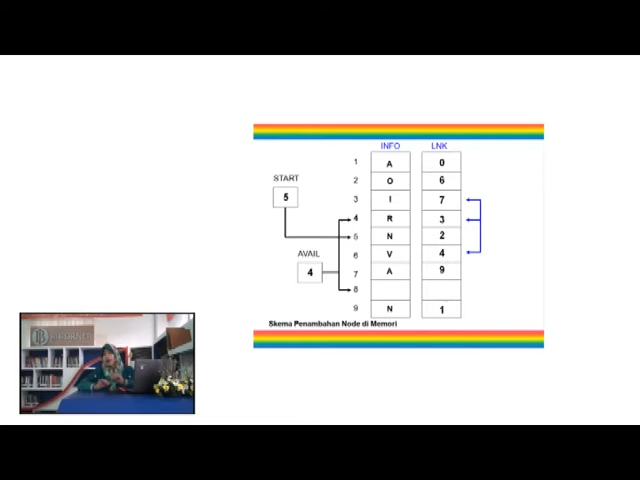 INFO LNK
1 A 0
2 O 6
START
5
3 I 7
4 R 3
5 N 2
AVAIL
4
6 V 4
7 A 9
8
9 N 1
Skema Penambahan Node di Memori